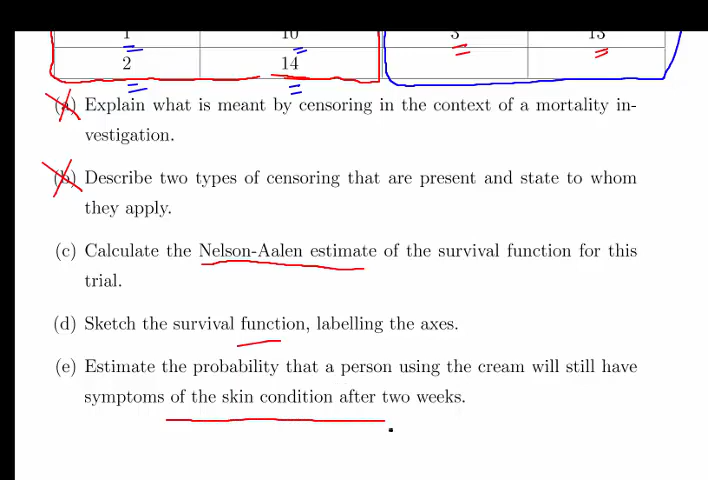 1 10 3 13
2 14
(a) Explain what is meant by censoring in the context of a mortality in-
vestigation.
(b) Describe two types of censoring that are present and state to whom
they apply.
(c) Calculate the Nelson-Aalen estimate of the survival function for this
trial.
(d) Sketch the survival function, labelling the axes.
(e) Estimate the probability that a person using the cream will still have
symptoms of the skin condition after two weeks.